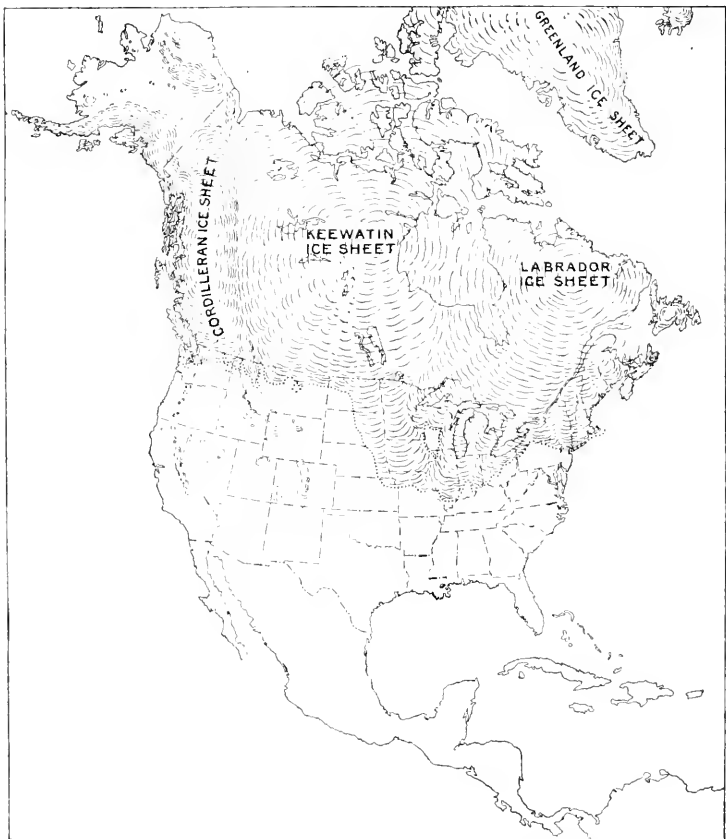 GREENLAND ICE SHEET
CORDILLERAN ICE SHEET
KEEWATIN
ICE SHEET
LABRADOR
ICE SHEET